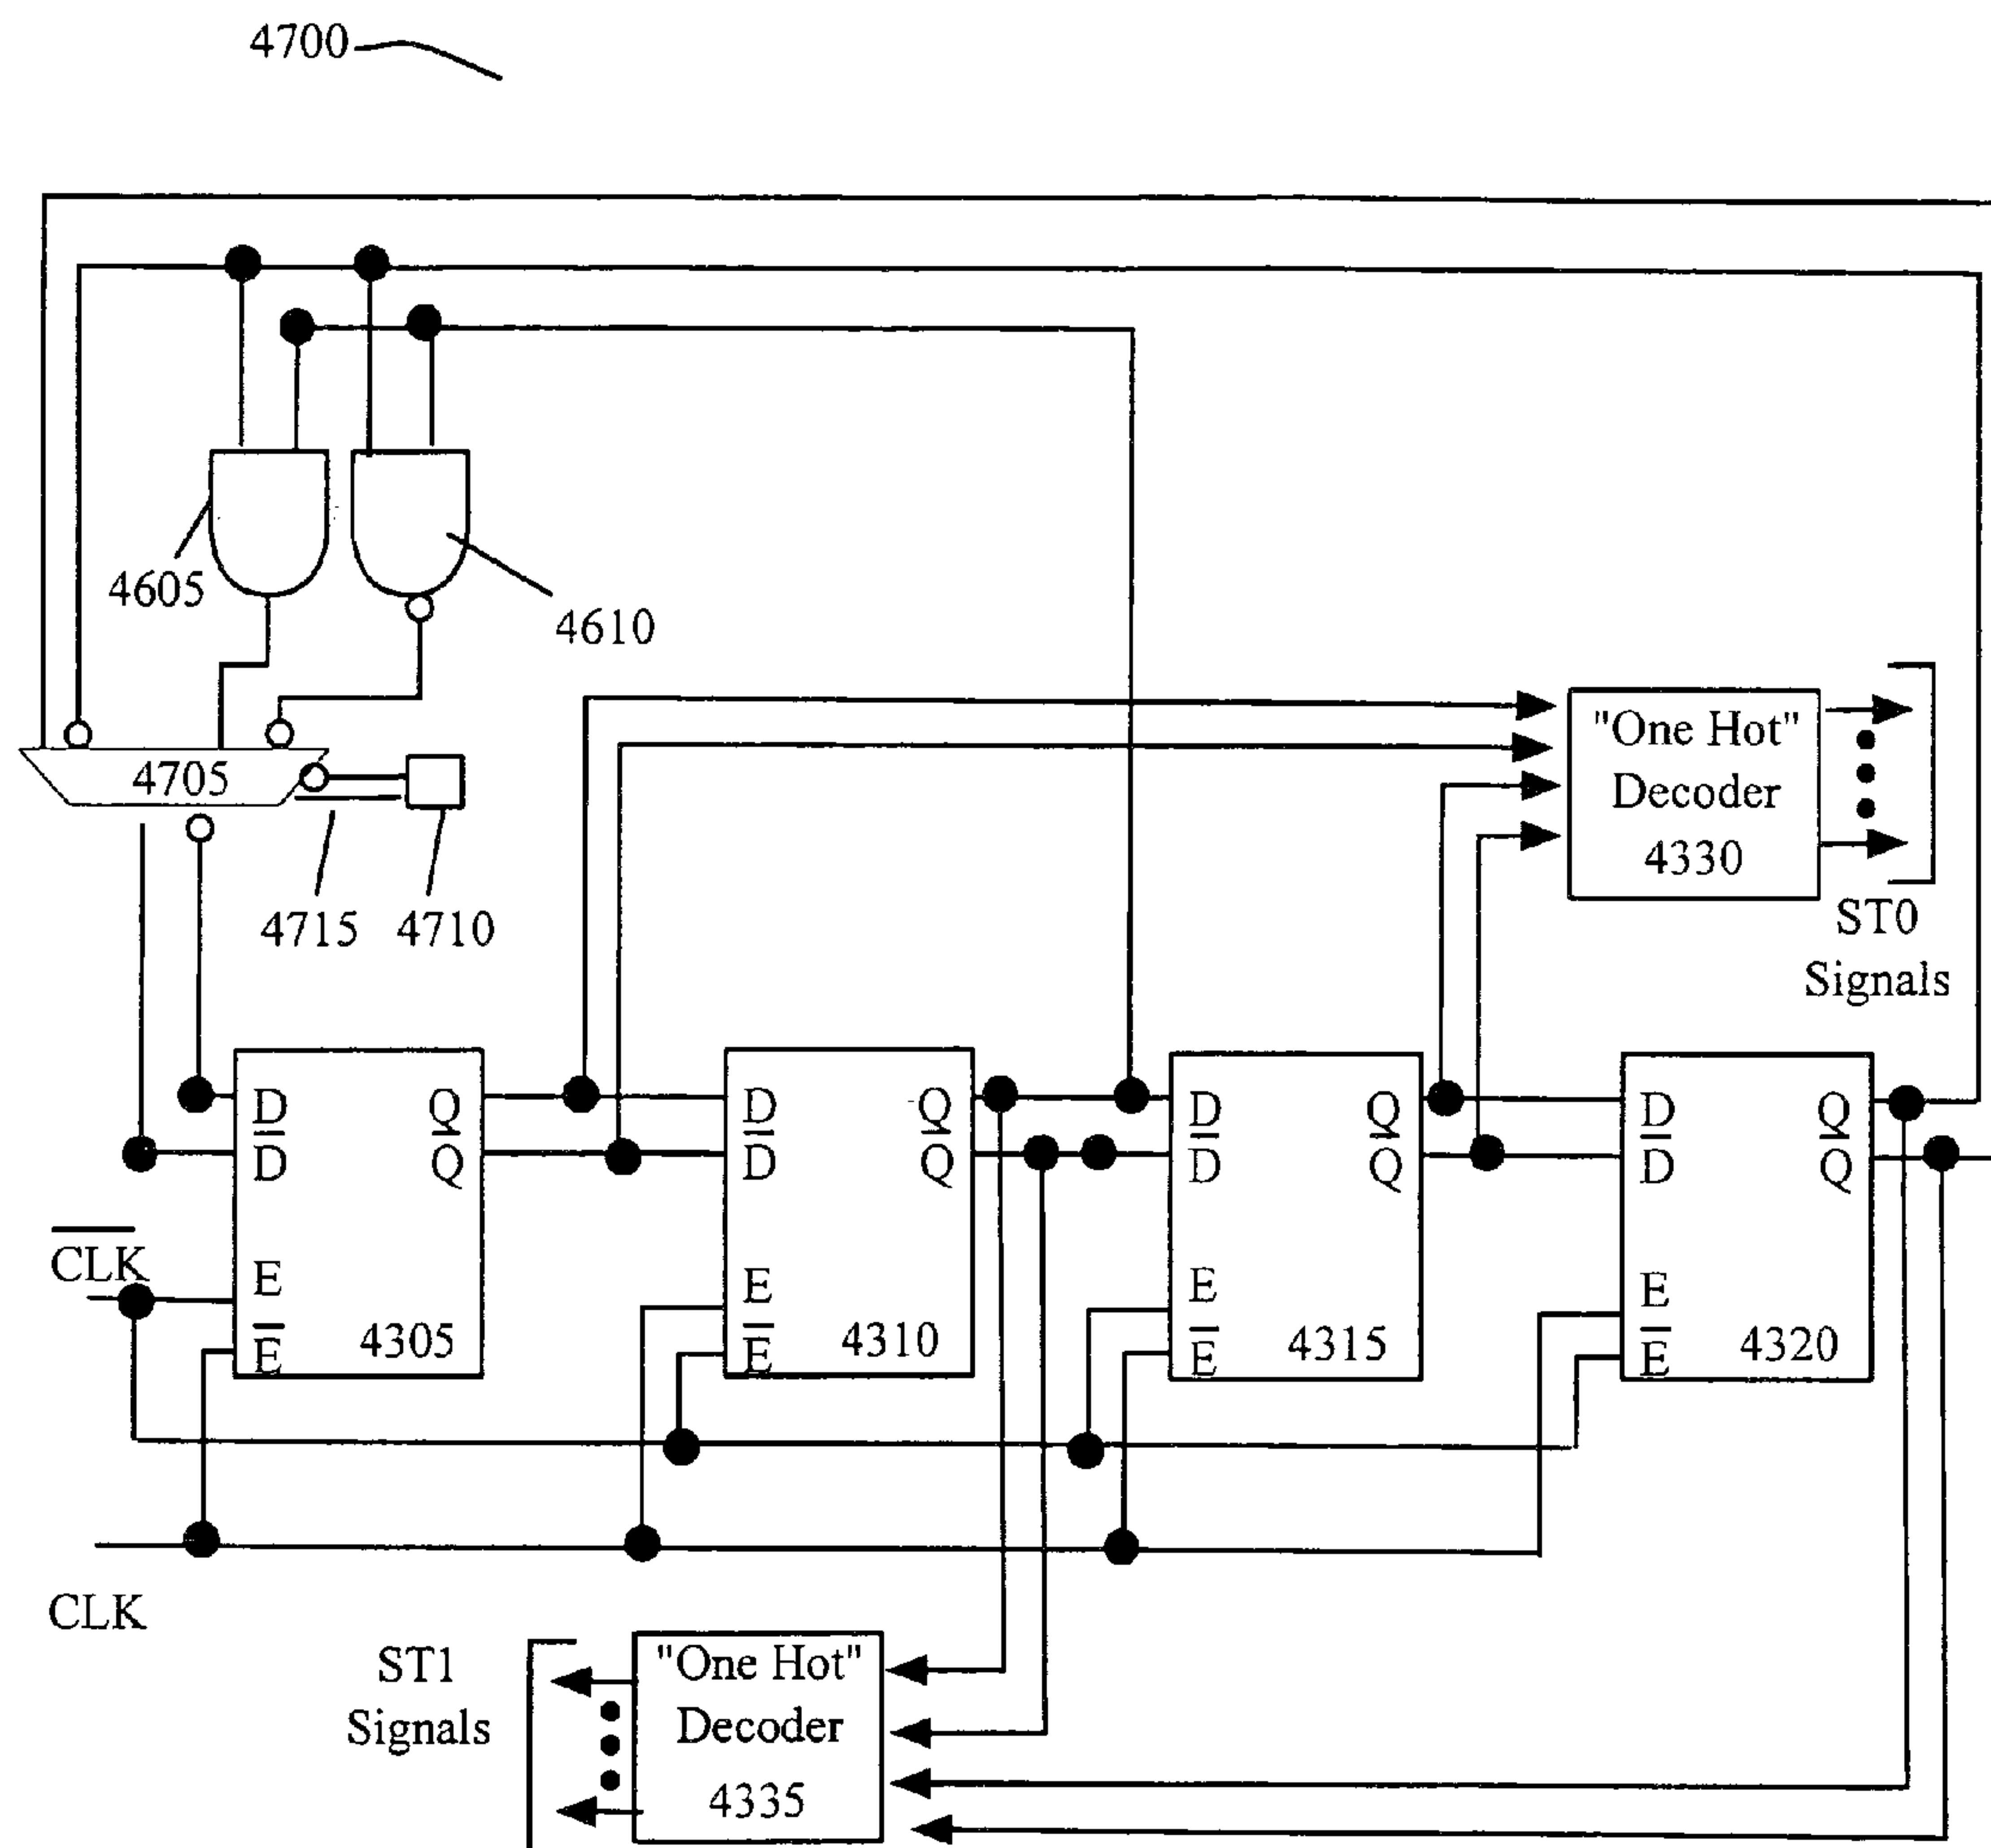 4700
4605
4610
4705
4715 4710
"One Hot"
Decoder
4330
ST0
Signals
D Q
D̅ Q̅
E
E̅ 4305
D Q
D̅ Q̅
E
E̅ 4310
D Q
D̅ Q̅
E
E̅ 4315
D Q
D̅ Q̅
E
E̅ 4320
C̅L̅K̅
CLK
ST1
Signals
"One Hot"
Decoder
4335